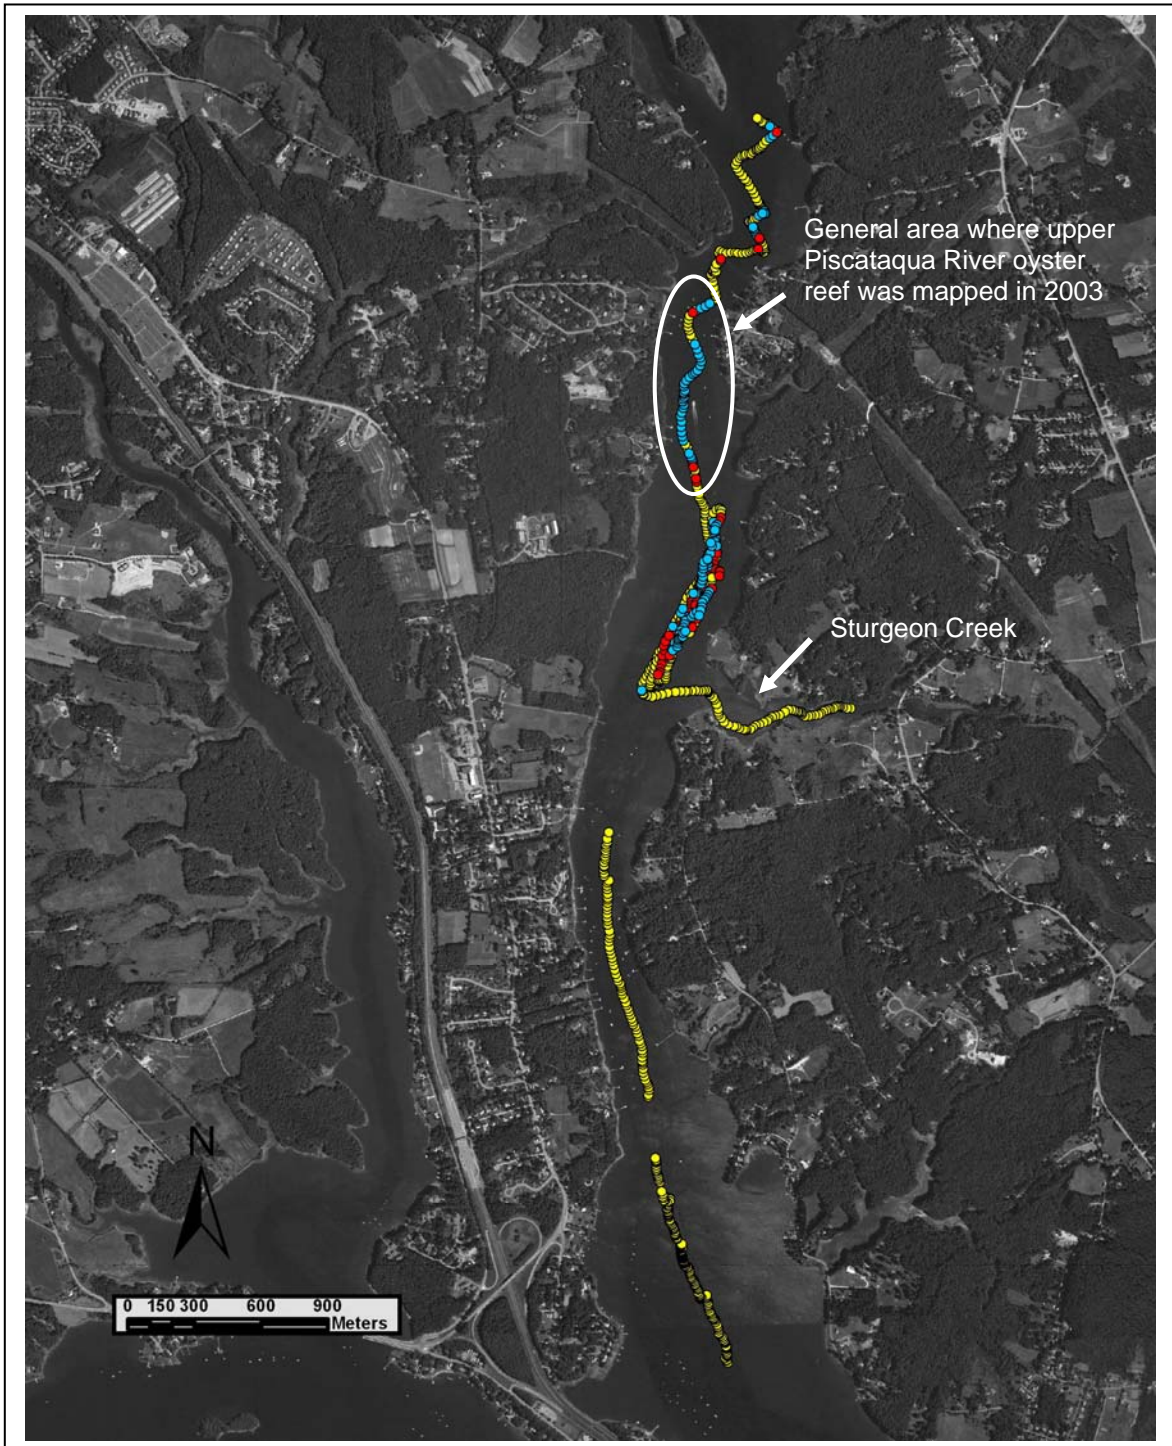 General area where upper
Piscataqua River oyster
reef was mapped in 2003
Sturgeon Creek
N
0 150 300 600 900
Meters